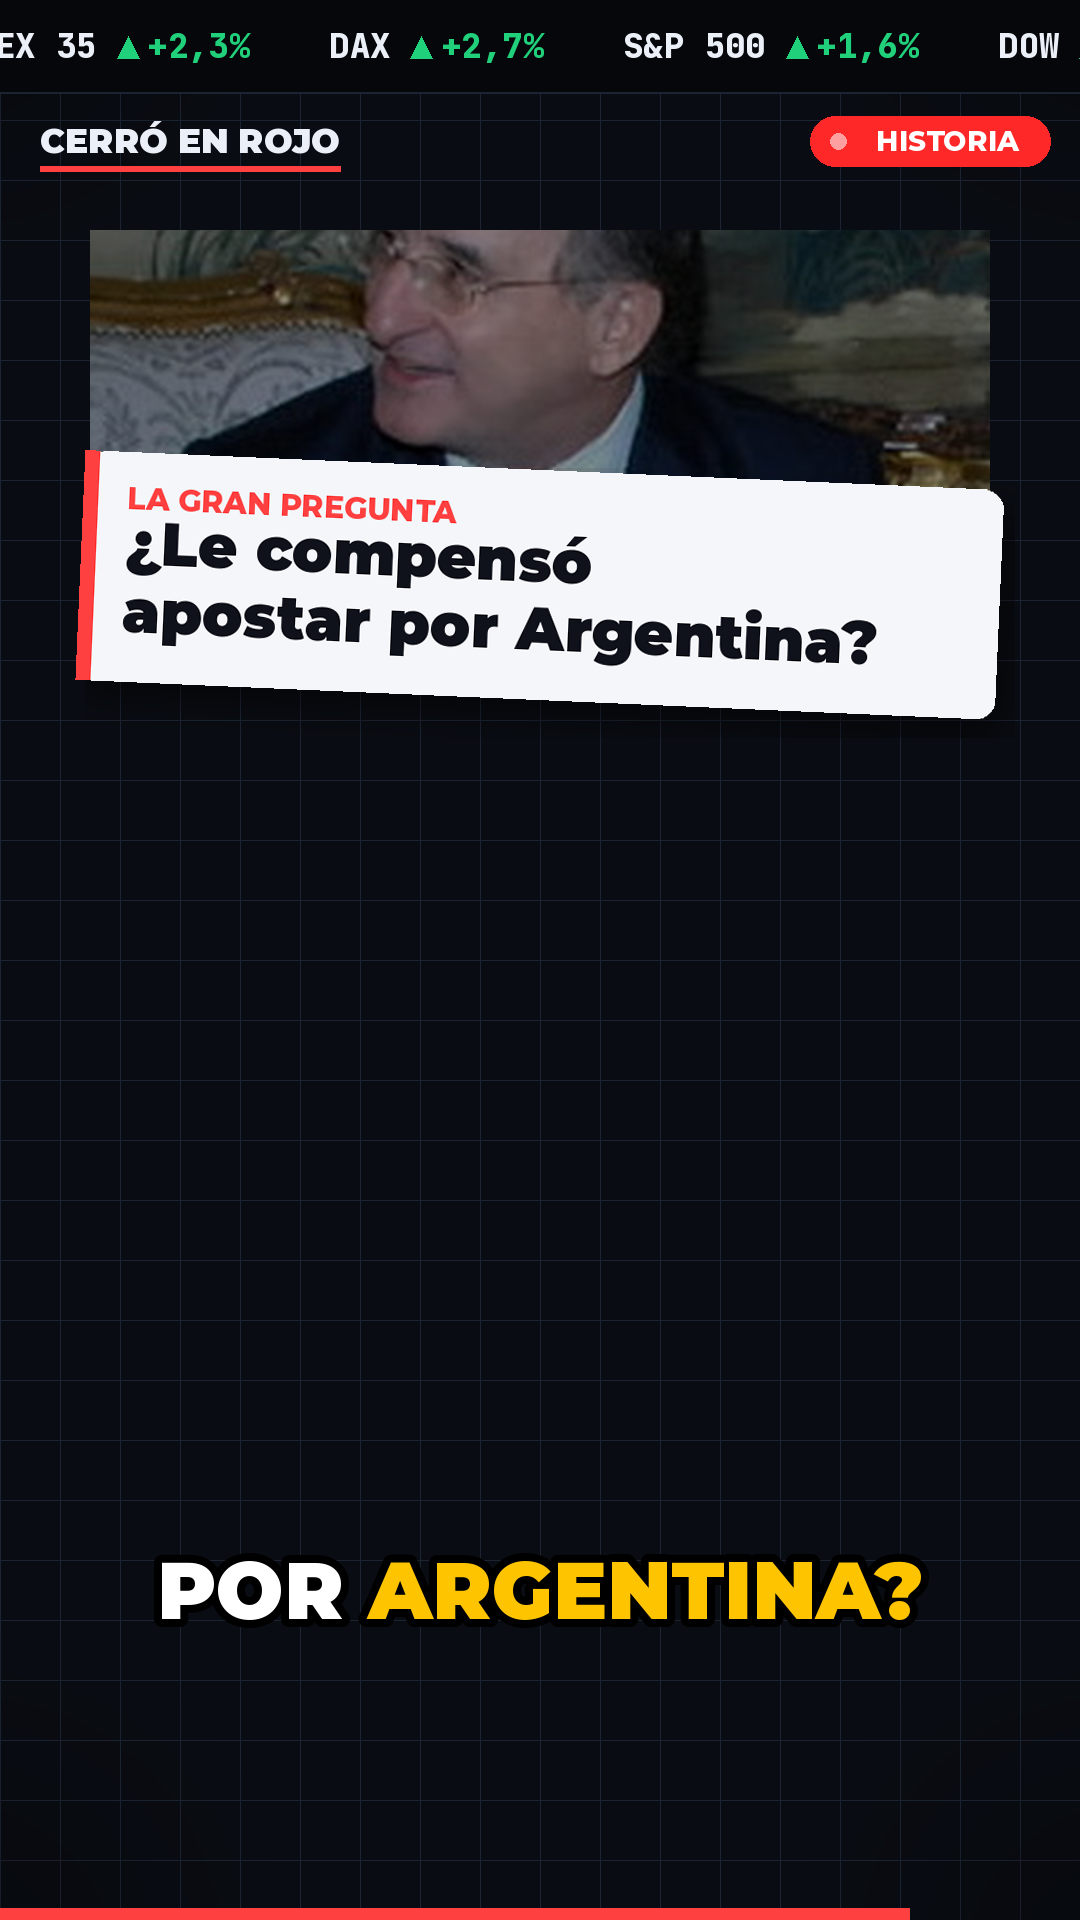 EX 35 ▲+2,3% DAX ▲+2,7% S&P 500 ▲+1,6% DOW
CERRÓ EN ROJO
HISTORIA
LA GRAN PREGUNTA
¿Le compensó
apostar por Argentina?
POR ARGENTINA?